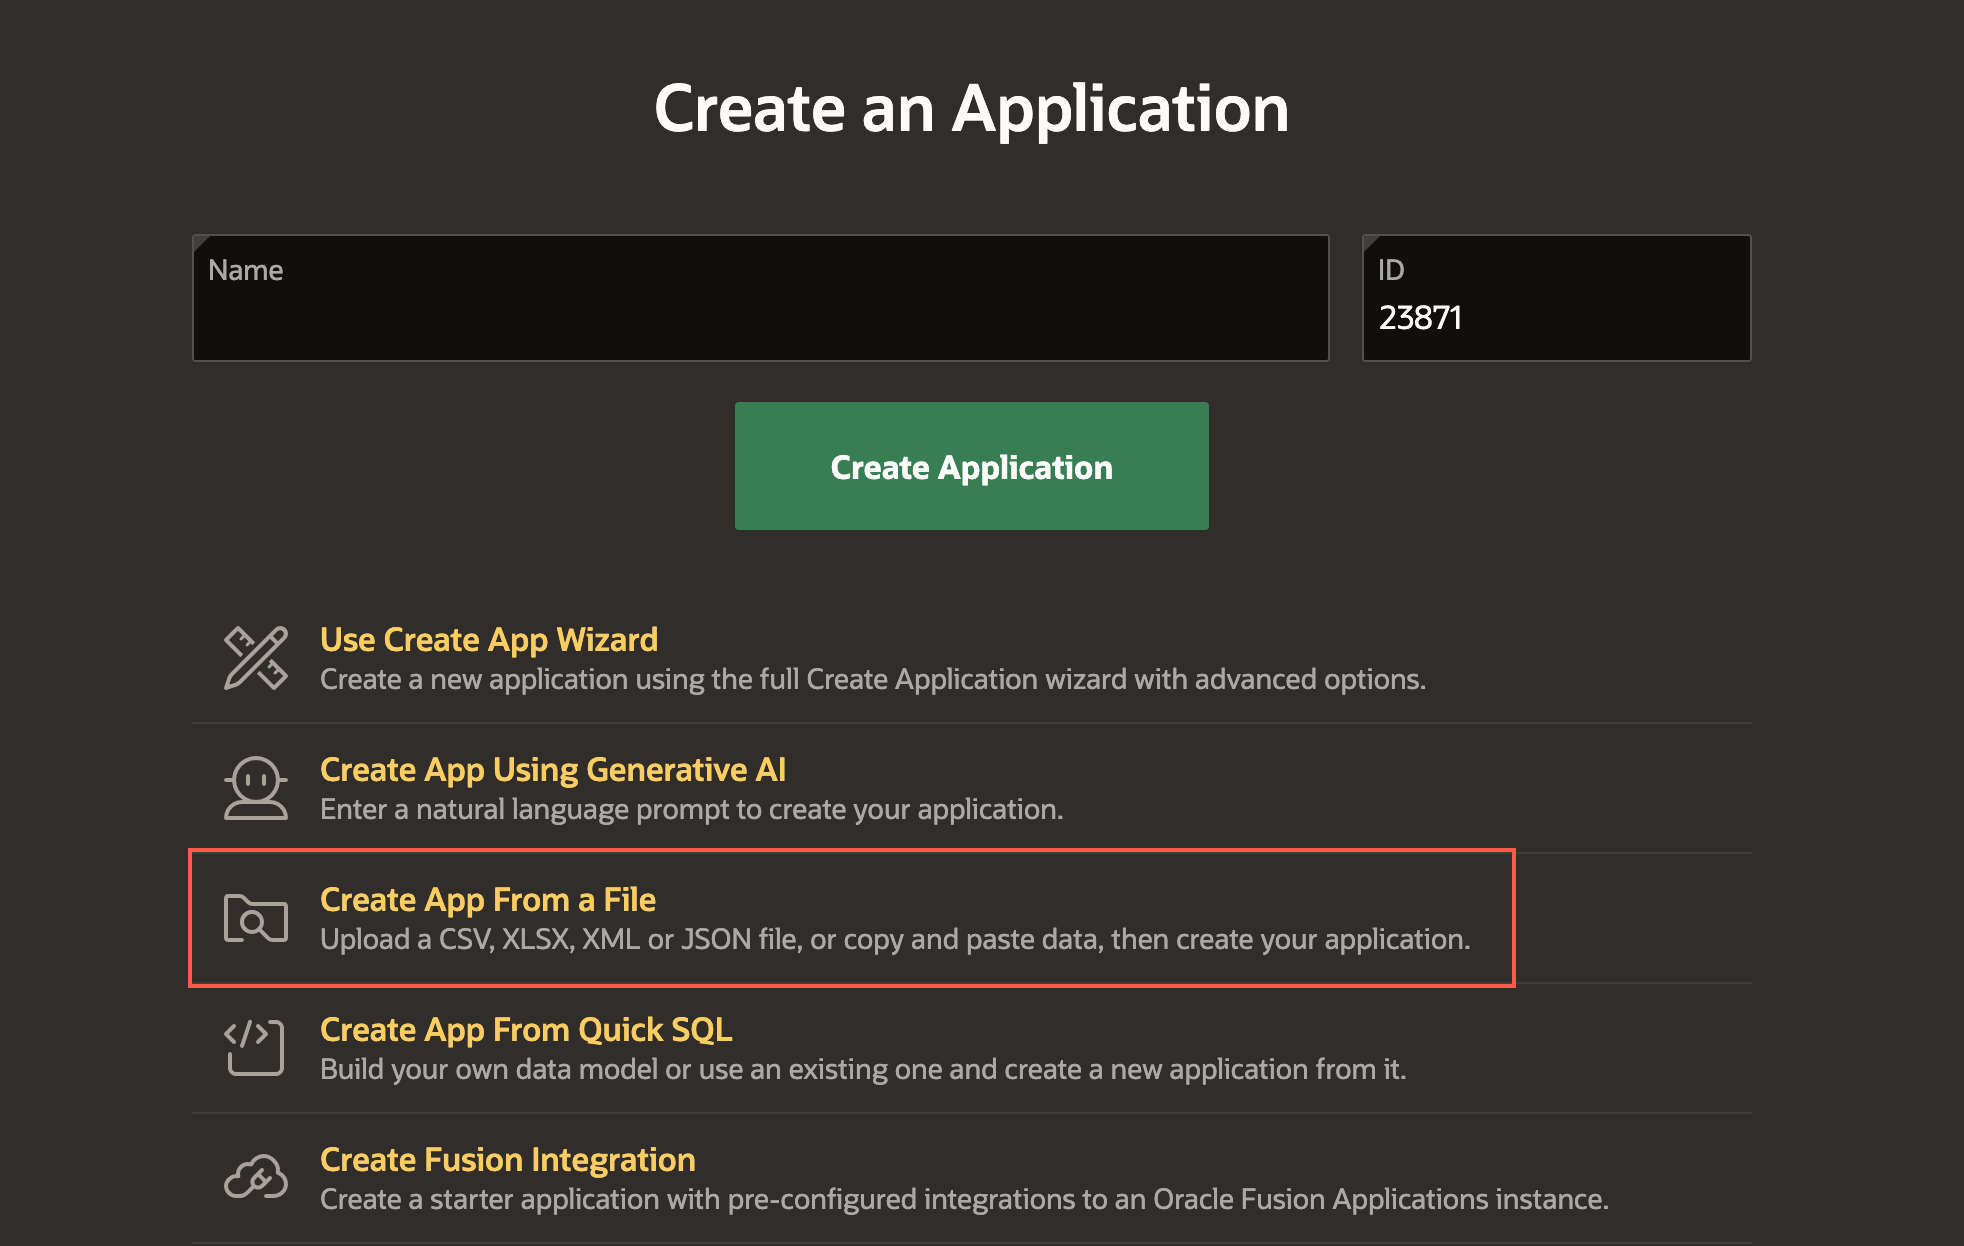 Create an Application
Name
ID
23871
Create Application
Use Create App Wizard
Create a new application using the full Create Application wizard with advanced options.
Create App Using Generative AI
Enter a natural language prompt to create your application.
Create App From a File
Upload a CSV, XLSX, XML or JSON file, or copy and paste data, then create your application.
Create App From Quick SQL
Build your own data model or use an existing one and create a new application from it.
Create Fusion Integration
Create a starter application with pre-configured integrations to an Oracle Fusion Applications instance.